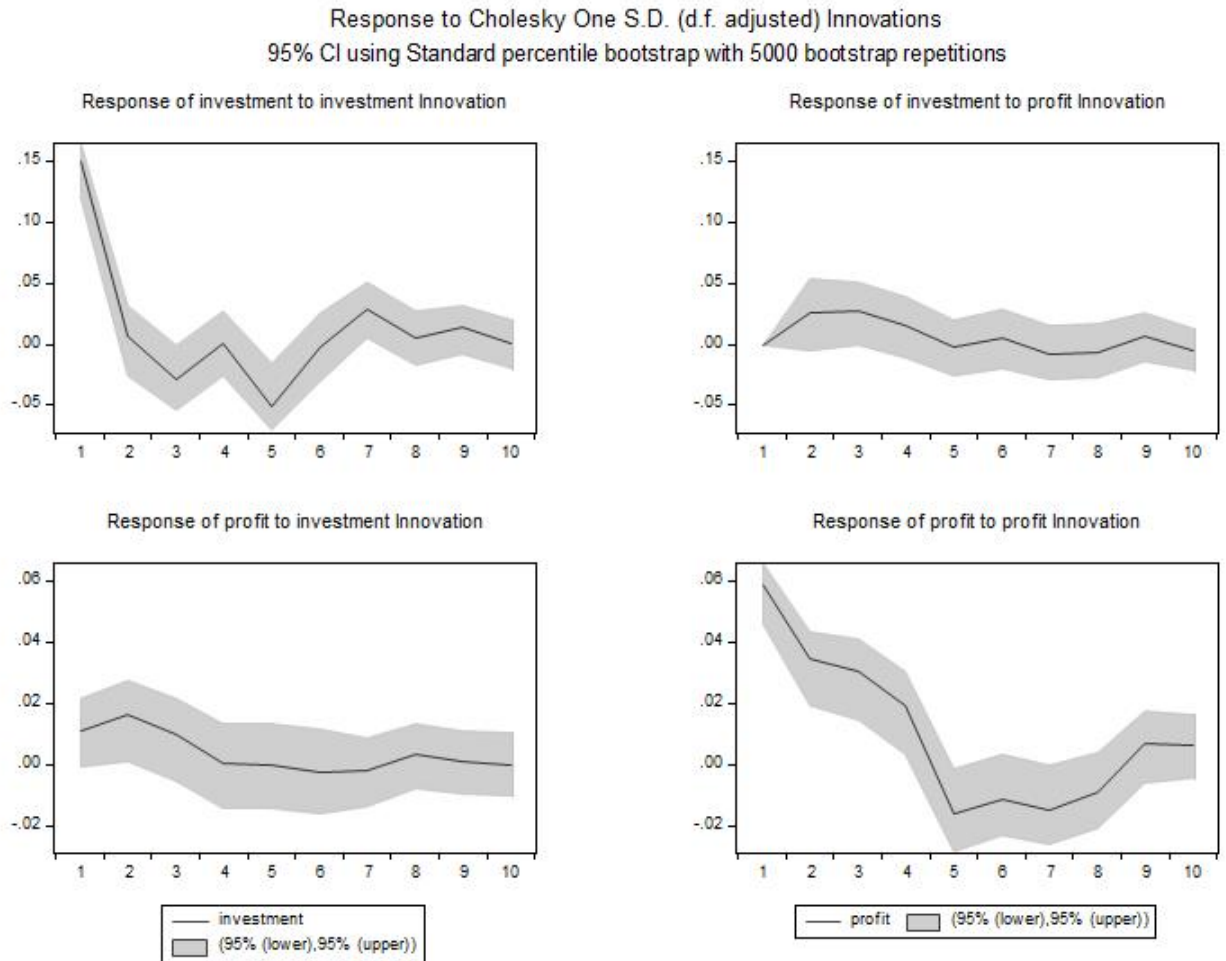 Response to Cholesky One S.D. (d.f. adjusted) Innovations
95% CI using Standard percentile bootstrap with 5000 bootstrap repetitions
Response of investment to investment Innovation
.15
.10
.05
.00
-.05
1 2 3 4 5 6 7 8 9 10
Response of investment to profit Innovation
.15
.10
.05
.00
-.05
1 2 3 4 5 6 7 8 9 10
Response of profit to investment Innovation
.06
.04
.02
.00
-.02
1 2 3 4 5 6 7 8 9 10
investment
(95% (lower),95% (upper))
Response of profit to profit Innovation
.06
.04
.02
.00
-.02
1 2 3 4 5 6 7 8 9 10
profit (95% (lower),95% (upper))